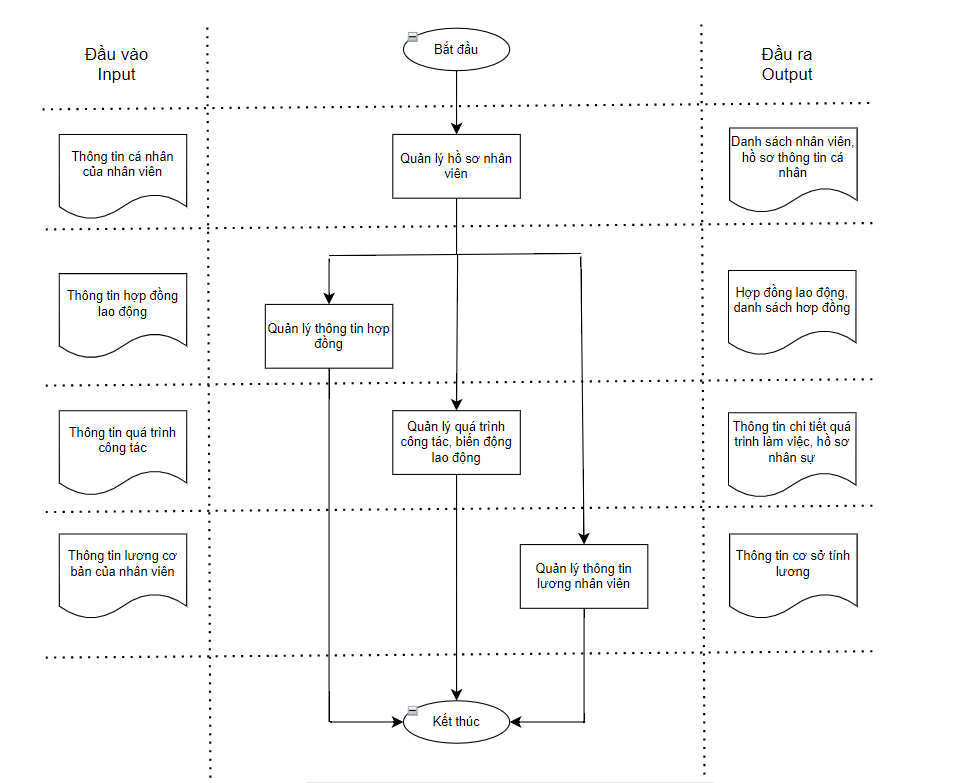 Đầu vào
Input
Bắt đầu
Đầu ra
Output
Thông tin cá nhân
của nhân viên
Quản lý hồ sơ nhân
viên
Danh sách nhân viên,
hồ sơ thông tin cá
nhân
Thông tin hợp đồng
lao động
Quản lý thông tin hợp
đồng
Hợp đồng lao động,
danh sách hơp đồng
Thông tin quá trình
công tác
Quản lý quá trình
công tác, biến động
lao động
Thông tin chi tiết quá
trình làm việc, hồ sơ
nhân sự
Thông tin lương cơ
bản của nhân viên
Quản lý thông tin
lương nhân viên
Thông tin cơ sở tính
lương
Kết thúc